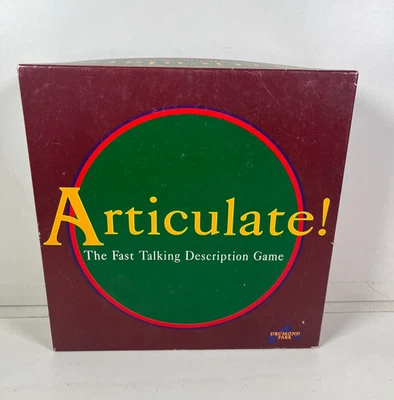 Articulate!
The Fast Talking Description Game
DRUMOND
PARK